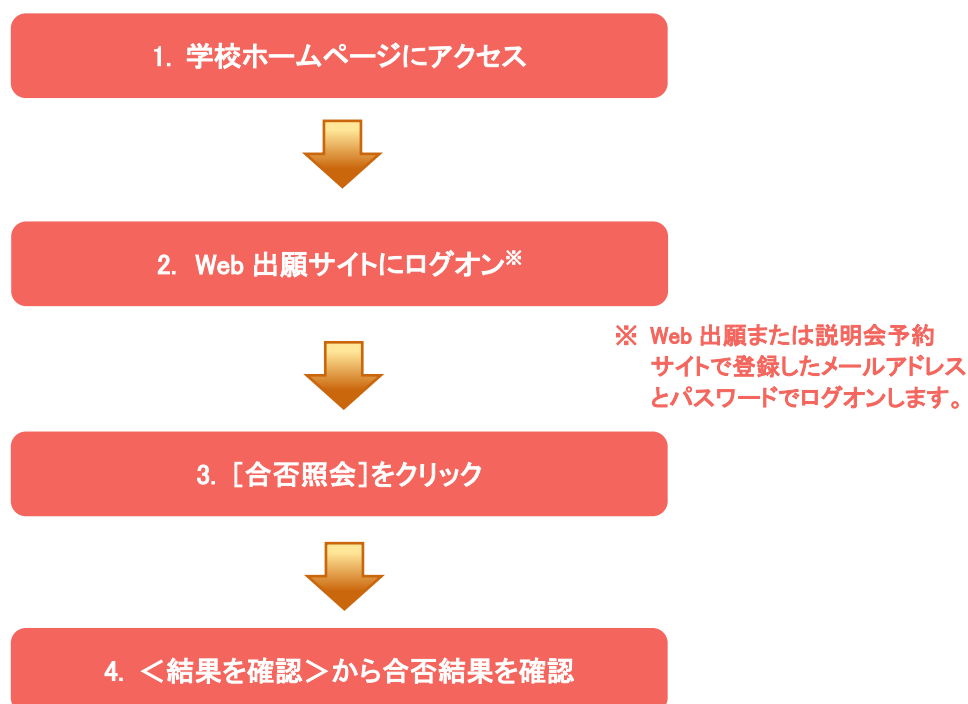 1. 学校ホームページにアクセス
2. Web 出願サイトにログオン※
※ Web 出願または説明会予約
サイトで登録したメールアドレス
とパスワードでログオンします。
3. [合否照会]をクリック
4. <結果を確認>から合否結果を確認